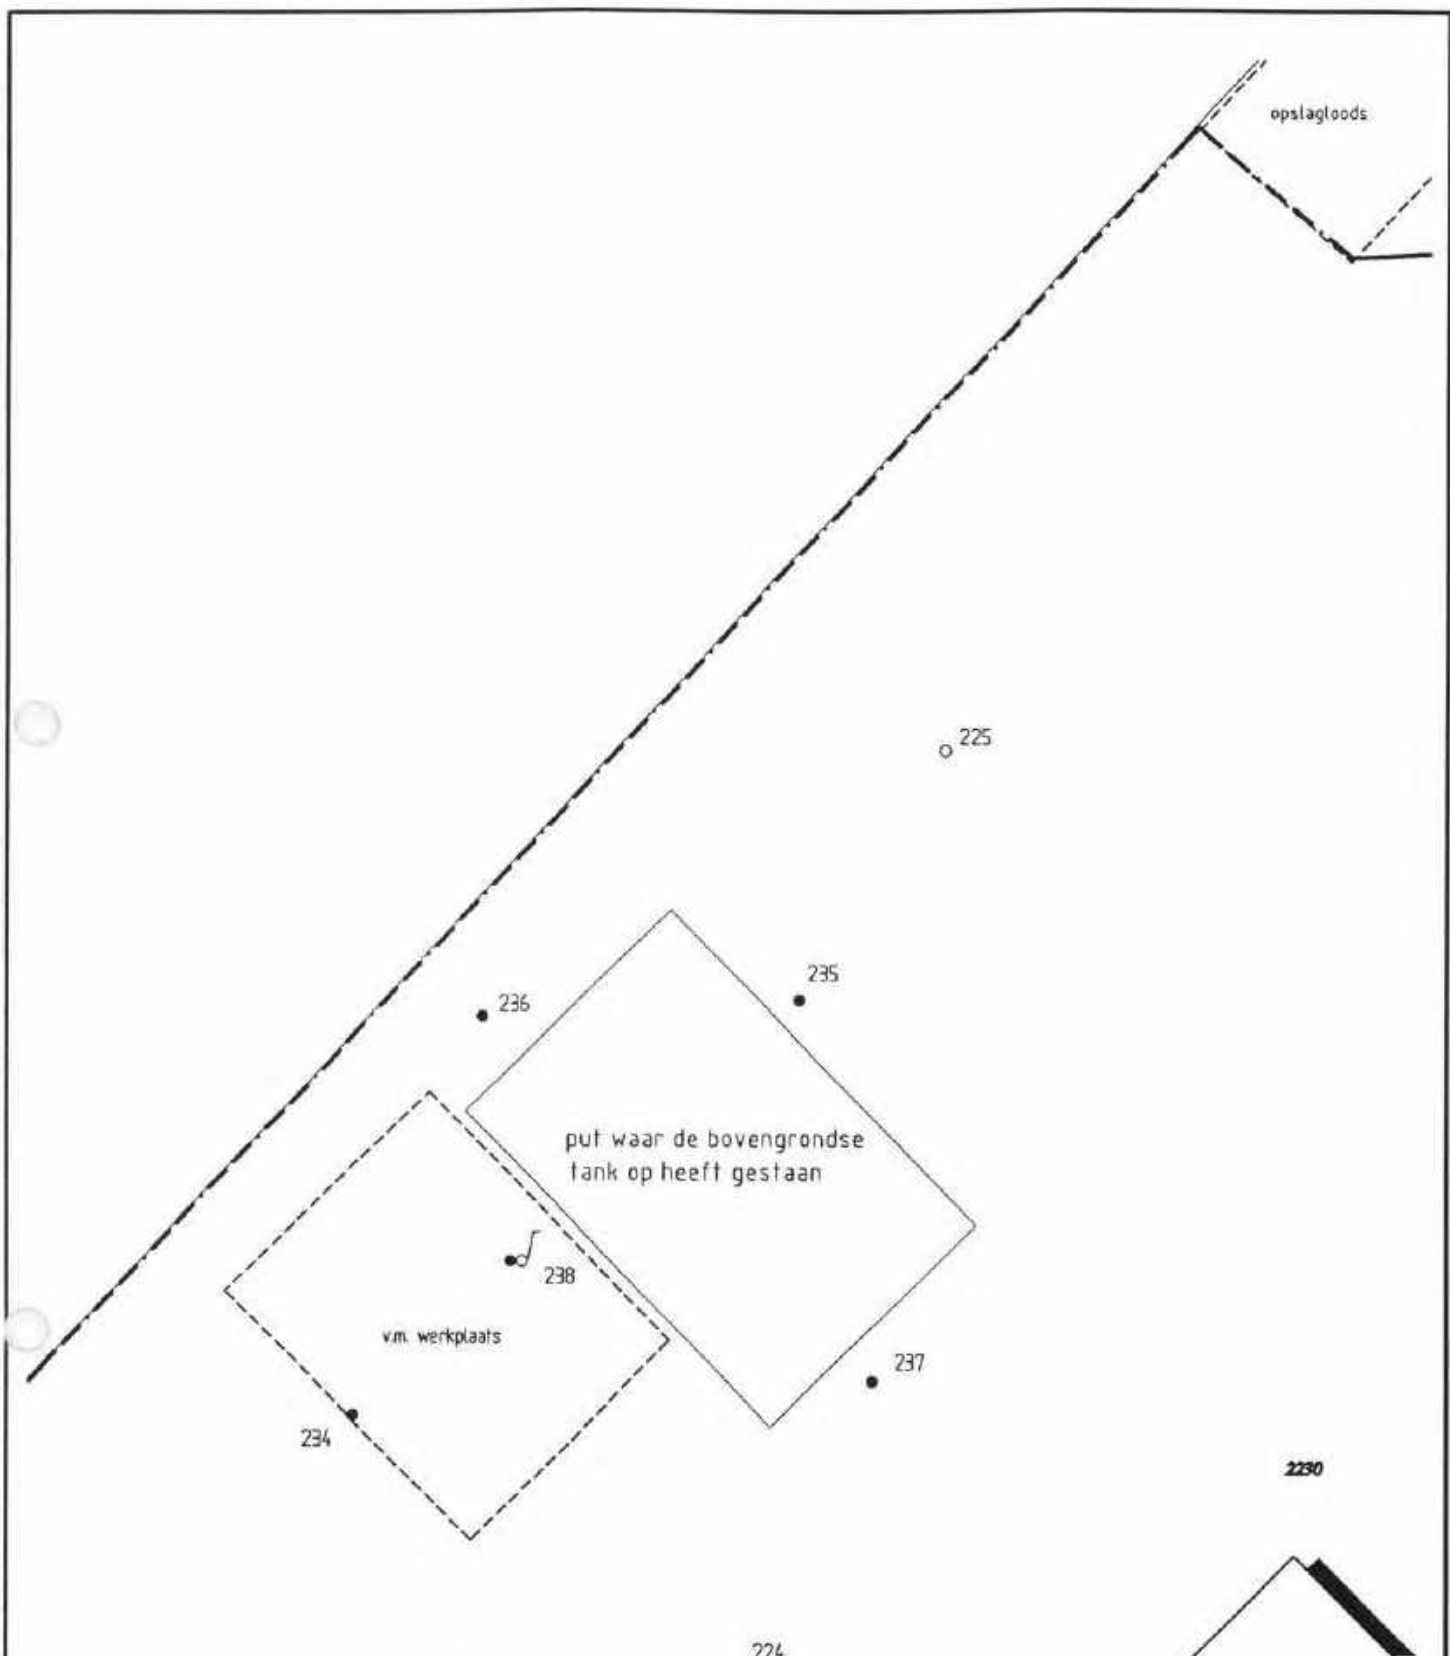 opslagloods
225
235
236
put waar de bovengrondse
tank op heeft gestaan
238
v.m. werkplaats
237
234
2230
224